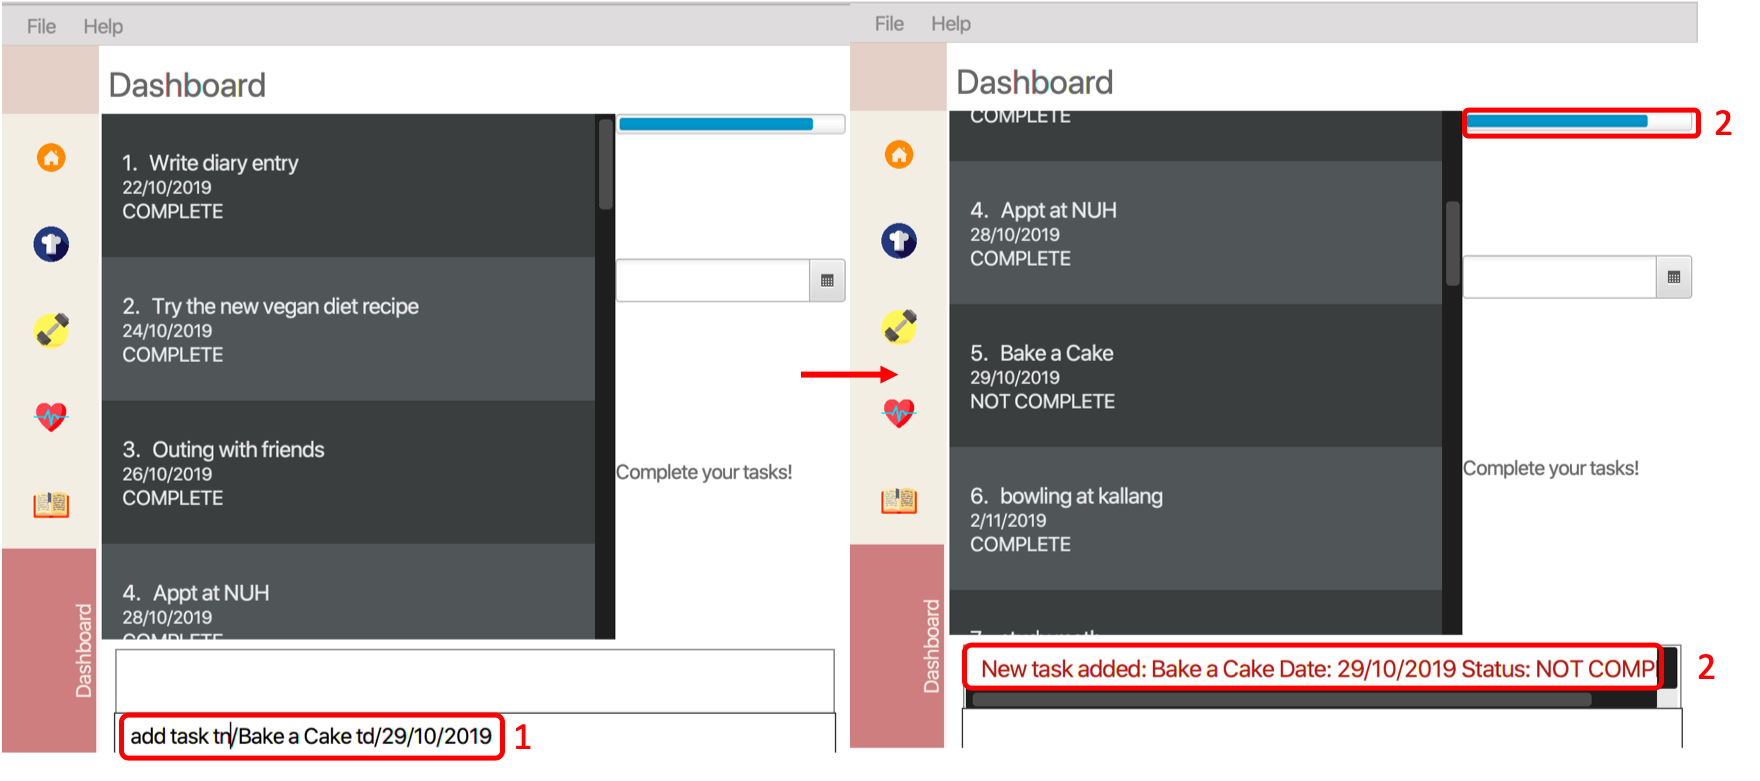 File Help
Dashboard
1. Write diary entry
22/10/2019
COMPLETE
2. Try the new vegan diet recipe
24/10/2019
COMPLETE
3. Outing with friends
26/10/2019
COMPLETE
4. Appt at NUH
28/10/2019
COMPLETE
Complete your tasks!
Dashboard
add task tn/Bake a Cake td/29/10/2019
1
File Help
Dashboard
COMPLETE
2
4. Appt at NUH
28/10/2019
COMPLETE
5. Bake a Cake
29/10/2019
NOT COMPLETE
6. bowling at kallang
2/11/2019
COMPLETE
7.
Complete your tasks!
Dashboard
New task added: Bake a Cake Date: 29/10/2019 Status: NOT COMP
2